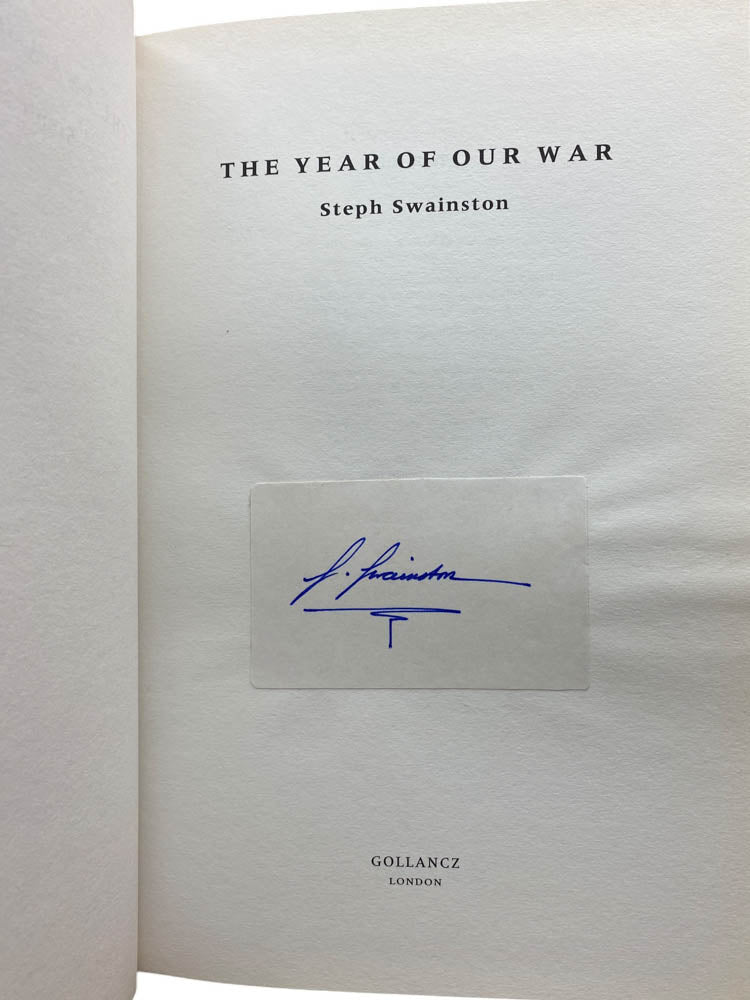 THE YEAR OF OUR WAR
Steph Swainston
S. Swainston
GOLLANCZ
LONDON